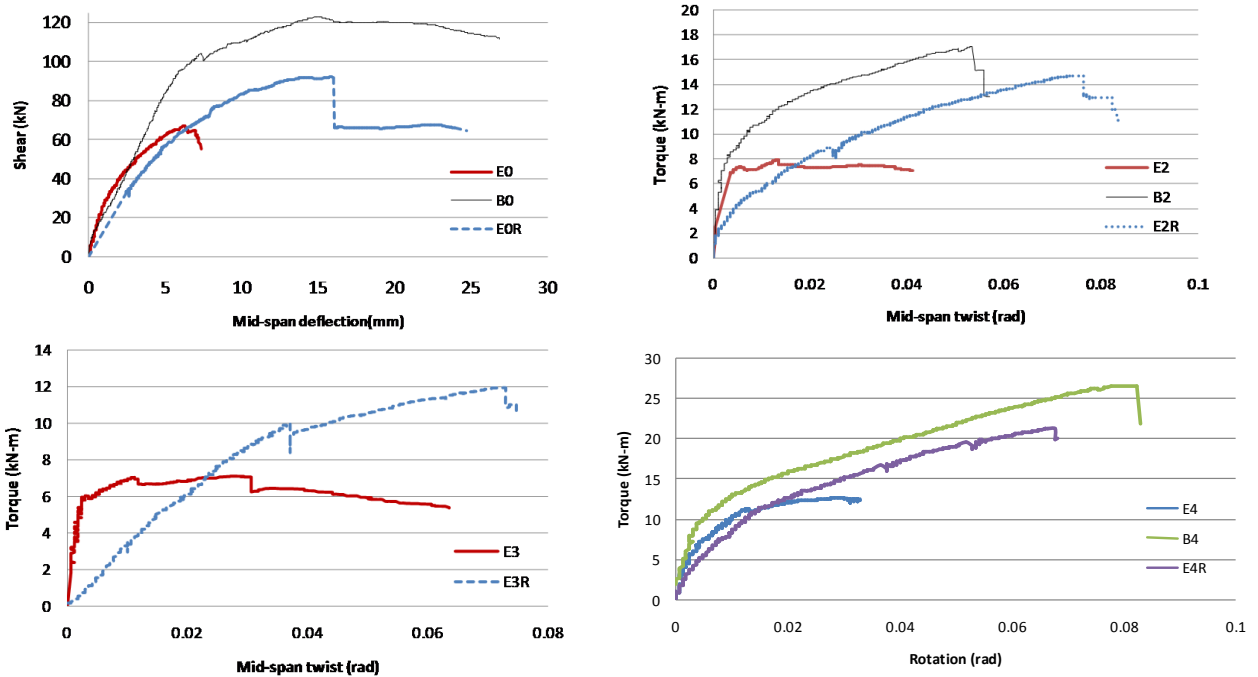 120
100
80
60
40
20
0
Shear (kN)
E0
B0
E0R
0 5 10 15 20 25 30
Mid-span deflection(mm)
20
18
16
14
12
10
8
6
4
2
0
Torque (kN-m)
E2
B2
E2R
0 0.02 0.04 0.06 0.08 0.1
Mid-span twist (rad)
14
12
10
8
6
4
2
0
Torque (kN-m)
E3
E3R
0 0.02 0.04 0.06 0.08
Mid-span twist (rad)
30
25
20
15
10
5
0
Torque (kN-m)
E4
B4
E4R
0 0.02 0.04 0.06 0.08 0.1
Rotation (rad)